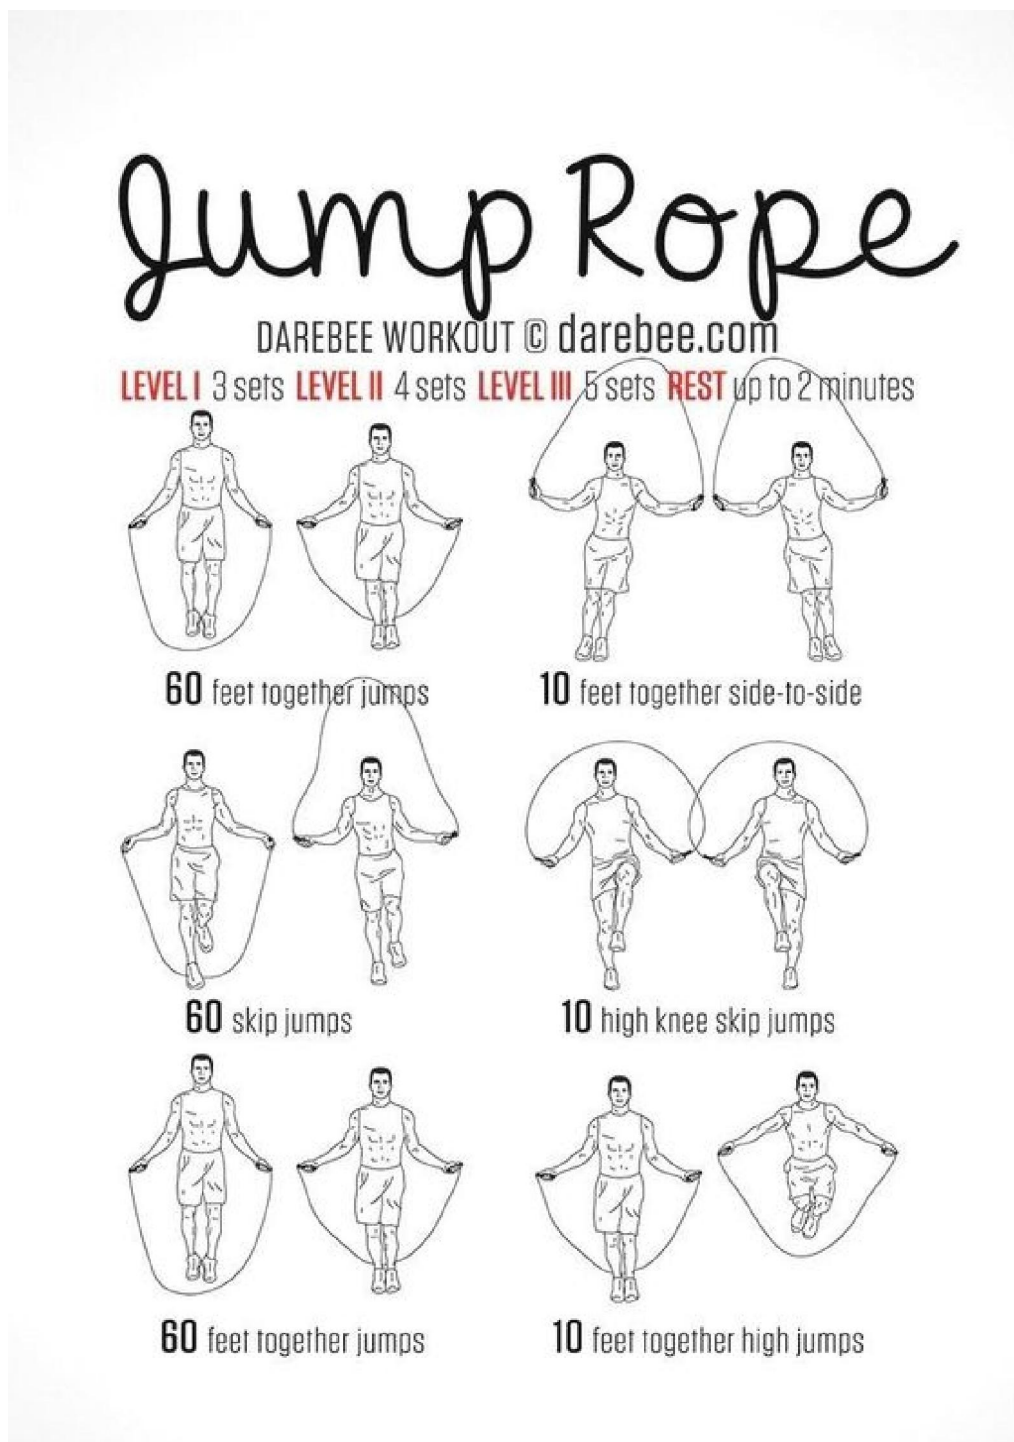 Jump Rope
DAREBEE WORKOUT © darebee.com
LEVEL I 3 sets LEVEL II 4 sets LEVEL III 5 sets REST up to 2 minutes
60 feet together jumps
10 feet together side-to-side
60 skip jumps
10 high knee skip jumps
60 feet together jumps
10 feet together high jumps